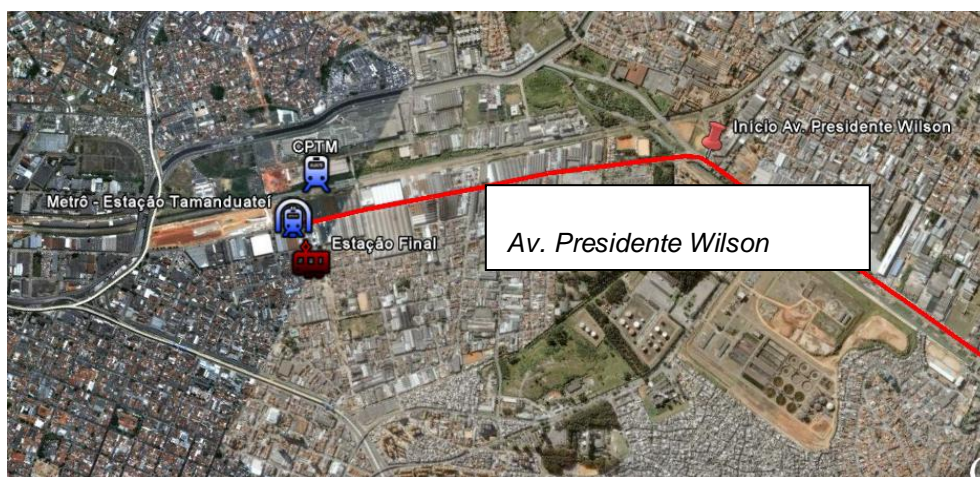 Início Av. Presidente Wilson
CPTM
Metrô - Estação Tamanduateí
Av. Presidente Wilson
Estação Final